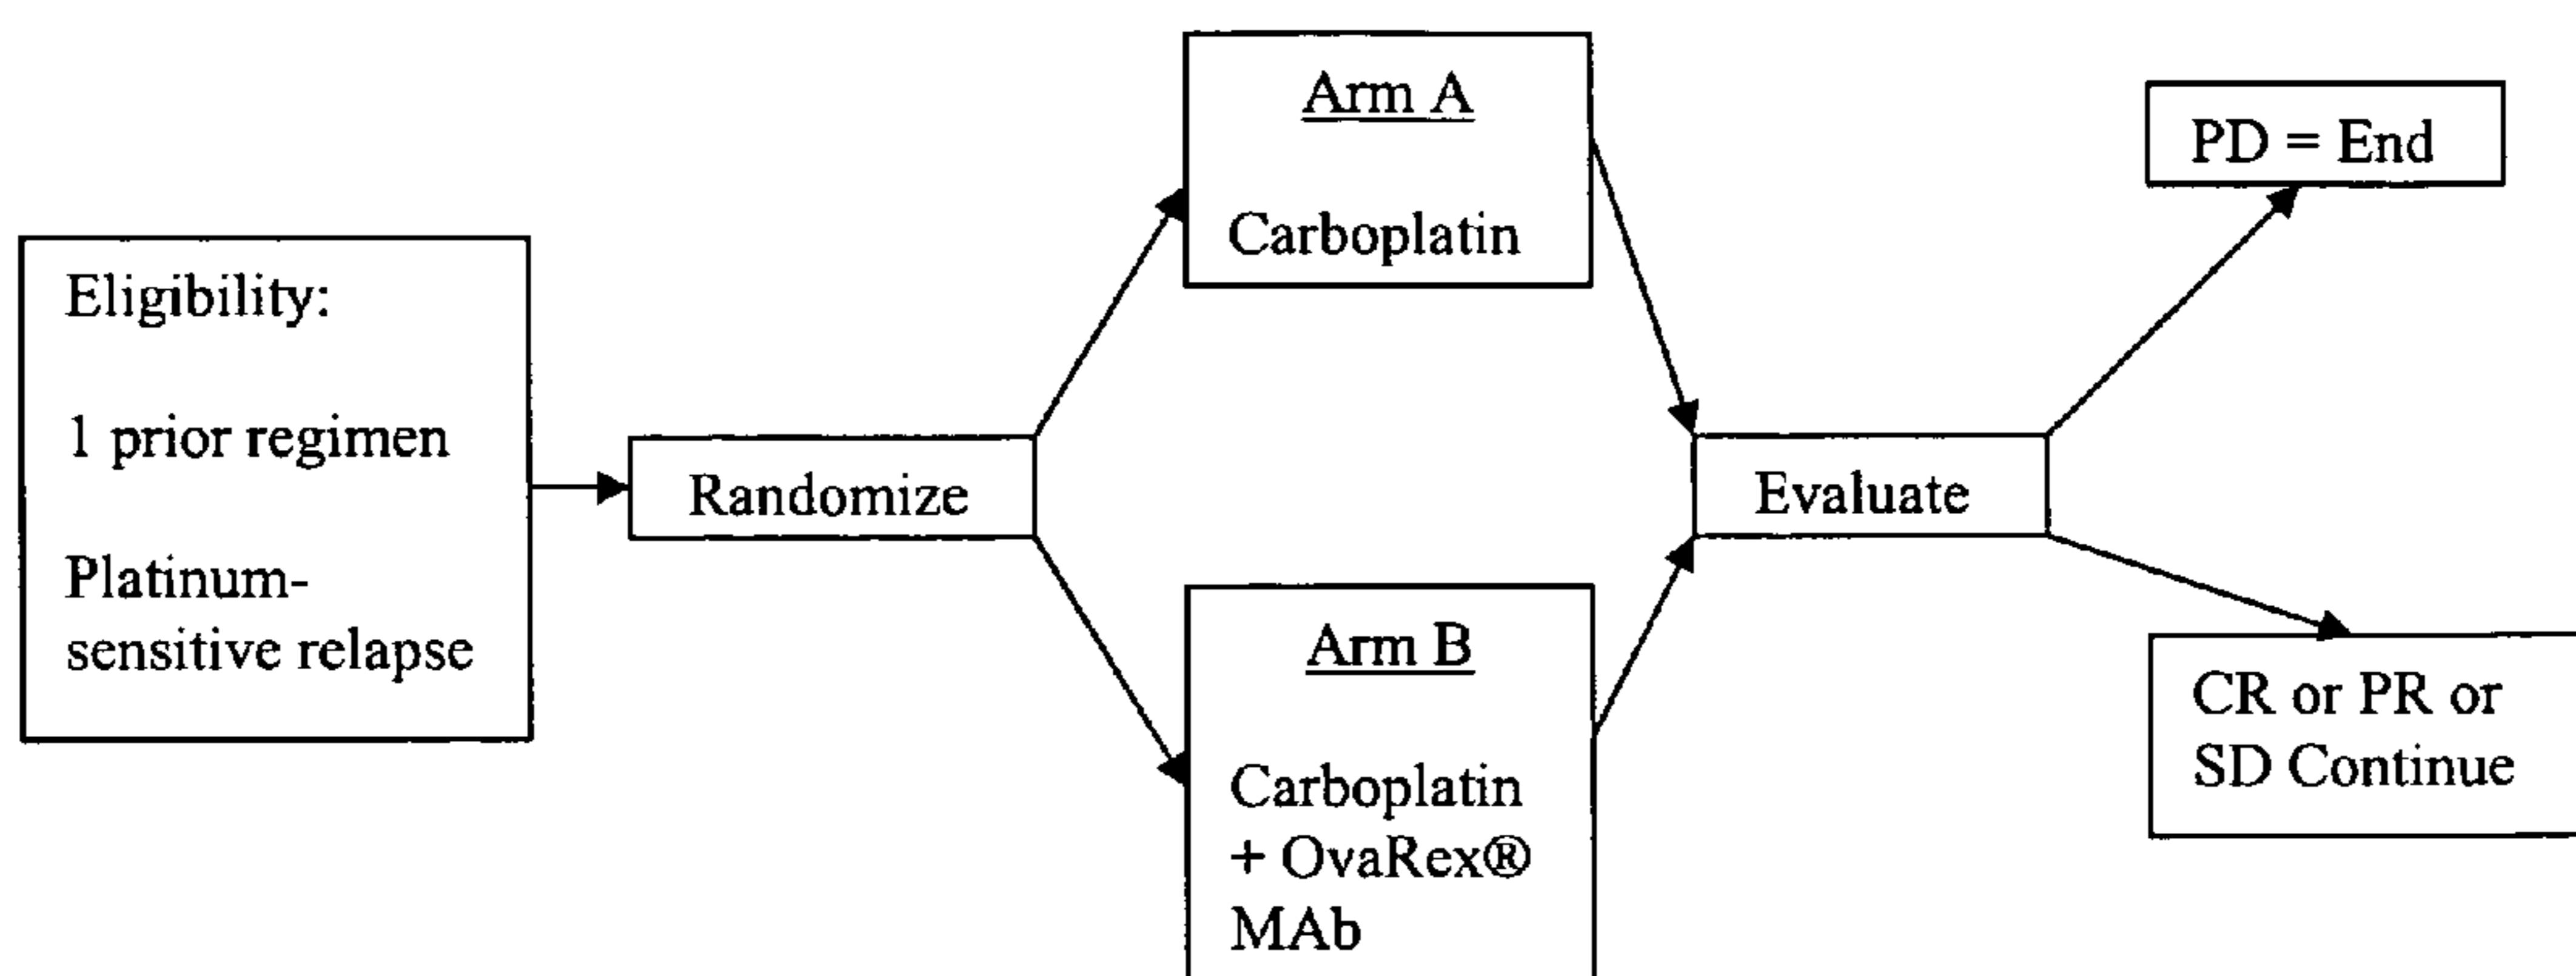 Eligibility:
1 prior regimen
Platinum-
sensitive relapse
Randomize
Arm A
Carboplatin
Arm B
Carboplatin
+ OvaRex®
MAb
Evaluate
PD = End
CR or PR or
SD Continue